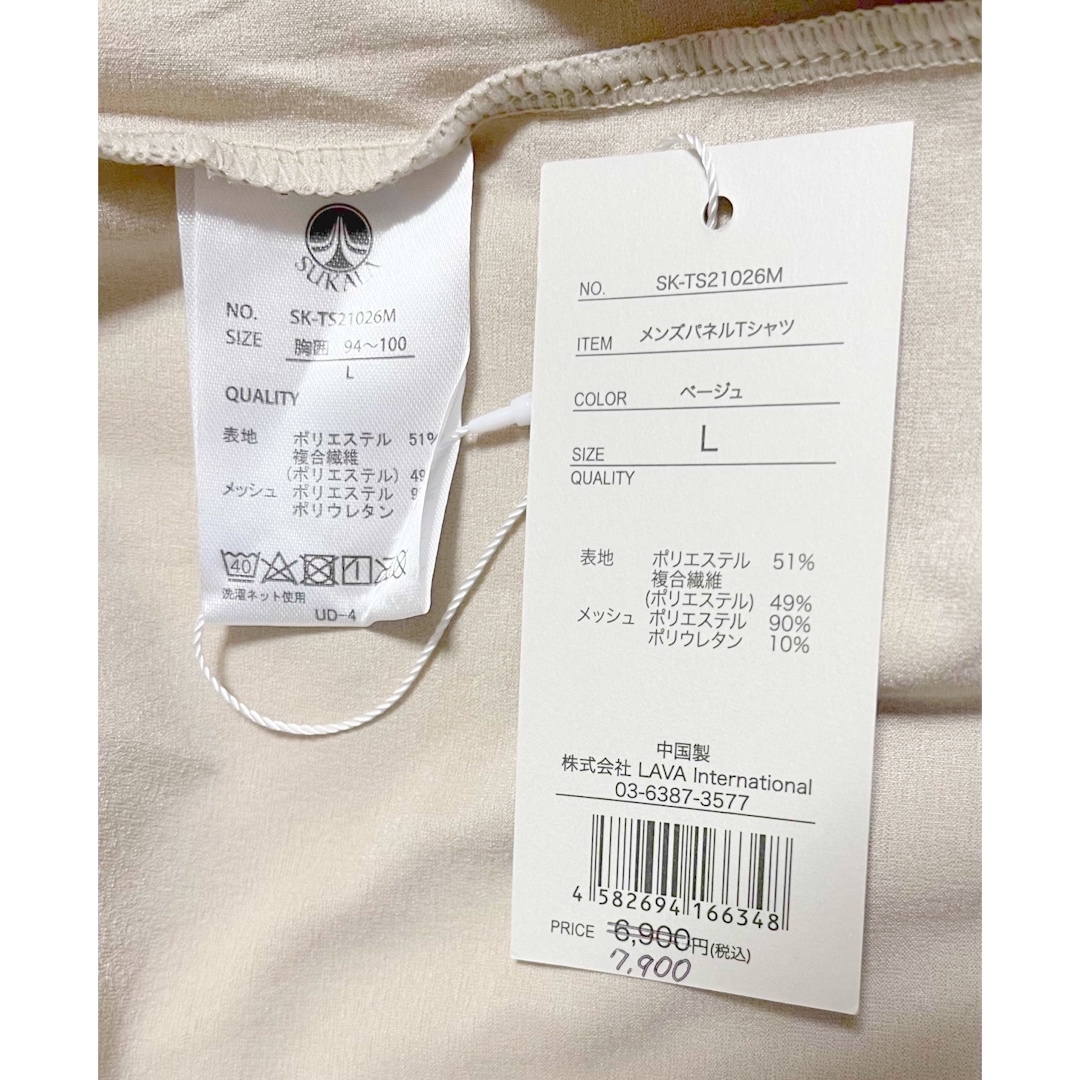 SUKALA
NO. SK-TS21026M
SIZE 胸囲 94～100
L
QUALITY
表地 ポリエステル 51%
複合繊維
(ポリエステル) 49
メッシュ ポリエステル 9
ポリウレタン
40
洗濯ネット使用
UD-4
NO. SK-TS21026M
ITEM メンズパネルTシャツ
COLOR ベージュ
SIZE L
QUALITY
表地 ポリエステル 51%
複合繊維
(ポリエステル) 49%
メッシュ ポリエステル 90%
ポリウレタン 10%
中国製
株式会社 LAVA International
03-6387-3577
4 582694 166348
PRICE 6,900円(税込)
7.900